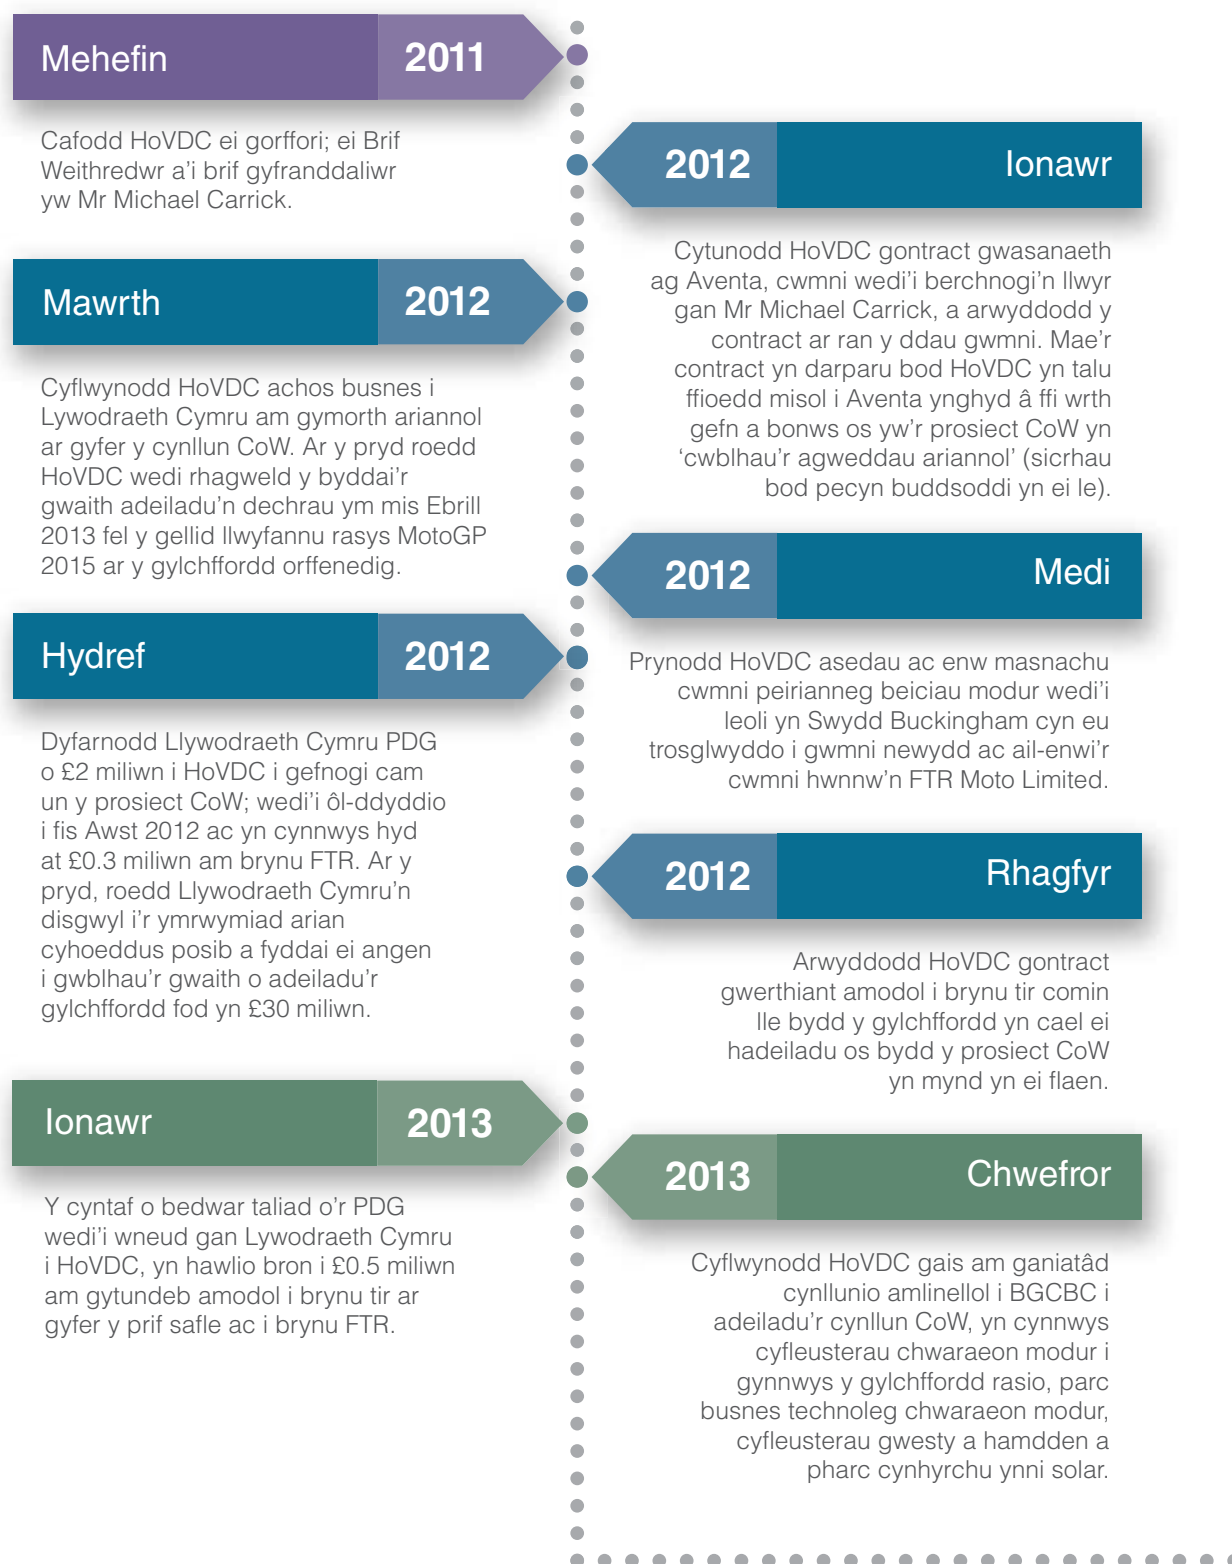 Mehefin 2011
Cafodd HoVDC ei gorffori; ei Brif
Weithredwr a'i brif gyfranddaliwr
yw Mr Michael Carrick.
2012 Ionawr
Cytunodd HoVDC gontract gwasanaeth
ag Aventa, cwmni wedi'i berchnogi'n llwyr
gan Mr Michael Carrick, a arwyddodd y
contract ar ran y ddau gwmni. Mae'r
contract yn darparu bod HoVDC yn talu
ffioedd misol i Aventa ynghyd â ffi wrth
gefn a bonws os yw'r prosiect CoW yn
‘cwblhau'r agweddau ariannol’ (sicrhau
bod pecyn buddsoddi yn ei le).
Mawrth 2012
Cyflwynodd HoVDC achos busnes i
Lywodraeth Cymru am gymorth ariannol
ar gyfer y cynllun CoW. Ar y pryd roedd
HoVDC wedi rhagweld y byddai'r
gwaith adeiladu'n dechrau ym mis Ebrill
2013 fel y gellid llwyfannu rasys MotoGP
2015 ar y gylchffordd orffenedig.
2012 Medi
Prynodd HoVDC asedau ac enw masnachu
cwmni peirianneg beiciau modur wedi'i
leoli yn Swydd Buckingham cyn eu
trosglwyddo i gwmni newydd ac ail-enwi'r
cwmni hwnnw'n FTR Moto Limited.
Hydref 2012
Dyfarnodd Llywodraeth Cymru PDG
o £2 miliwn i HoVDC i gefnogi cam
un y prosiect CoW; wedi'i ôl-ddyddio
i fis Awst 2012 ac yn cynnwys hyd
at £0.3 miliwn am brynu FTR. Ar y
pryd, roedd Llywodraeth Cymru'n
disgwyl i'r ymrwymiad arian
cyhoeddus posib a fyddai ei angen
i gwblhau'r gwaith o adeiladu'r
gylchffordd fod yn £30 miliwn.
2012 Rhagfyr
Arwyddodd HoVDC gontract
gwerthiant amodol i brynu tir comin
lle bydd y gylchffordd yn cael ei
hadeiladu os bydd y prosiect CoW
yn mynd yn ei flaen.
Ionawr 2013
Y cyntaf o bedwar taliad o'r PDG
wedi'i wneud gan Lywodraeth Cymru
i HoVDC, yn hawlio bron i £0.5 miliwn
am gytundeb amodol i brynu tir ar
gyfer y prif safle ac i brynu FTR.
2013 Chwefror
Cyflwynodd HoVDC gais am ganiatâd
cynllunio amlinellol i BGCBC i
adeiladu'r cynllun CoW, yn cynnwys
cyfleusterau chwaraeon modur i
gynnwys y gylchffordd rasio, parc
busnes technoleg chwaraeon modur,
cyfleusterau gwesty a hamdden a
pharc cynhyrchu ynni solar.